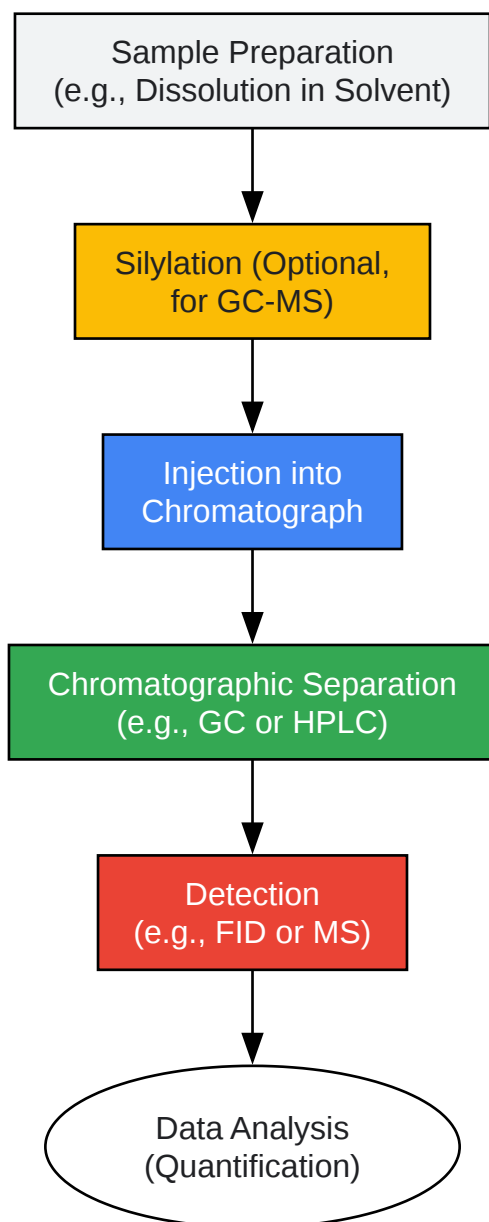 Sample Preparation
(e.g., Dissolution in Solvent)
Silylation (Optional,
for GC-MS)
Injection into
Chromatograph
Chromatographic Separation
(e.g., GC or HPLC)
Detection
(e.g., FID or MS)
Data Analysis
(Quantification)